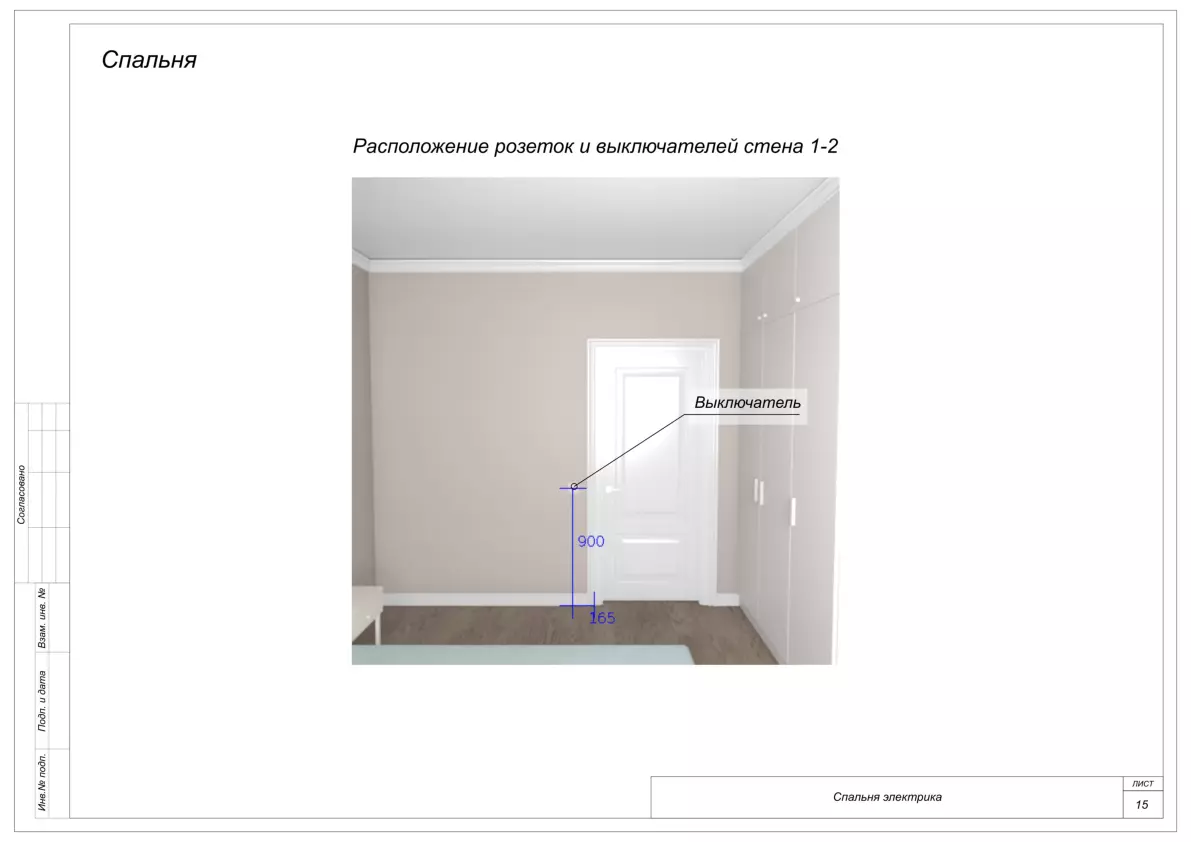 Спальня
Расположение розеток и выключателей стена 1-2
Выключатель
900
165
Согласовано
Взам. инв. №
Подп. и дата
Инв.№ подп.
Спальня электрика
лист
15